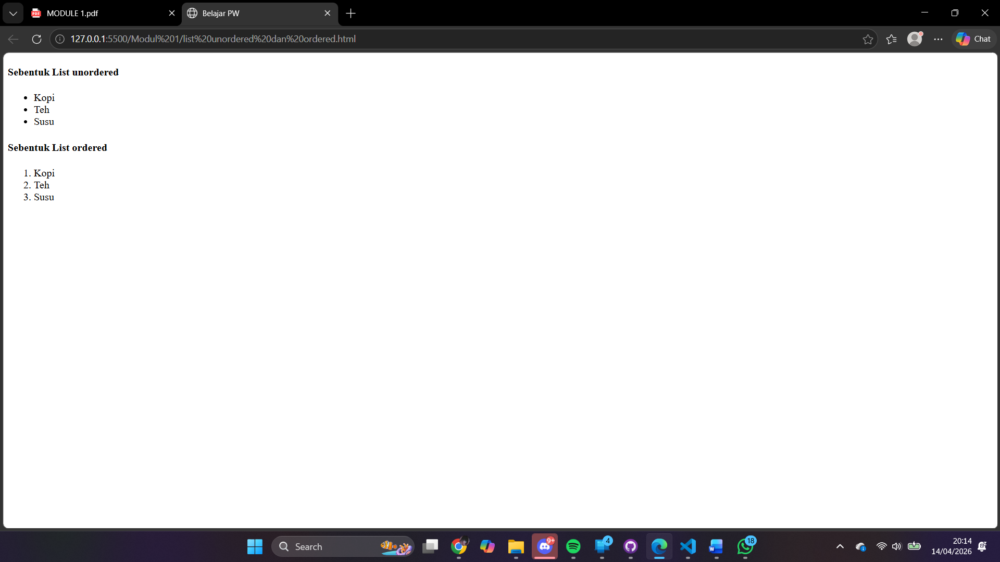 MODULE 1.pdf
Belajar PW
127.0.0.1:5500/Modul%201/list%20unordered%20dan%20ordered.html
Chat
Sebentuk List unordered
• Kopi
• Teh
• Susu
Sebentuk List ordered
1. Kopi
2. Teh
3. Susu
Search
9+
4
18
20:14
14/04/2026